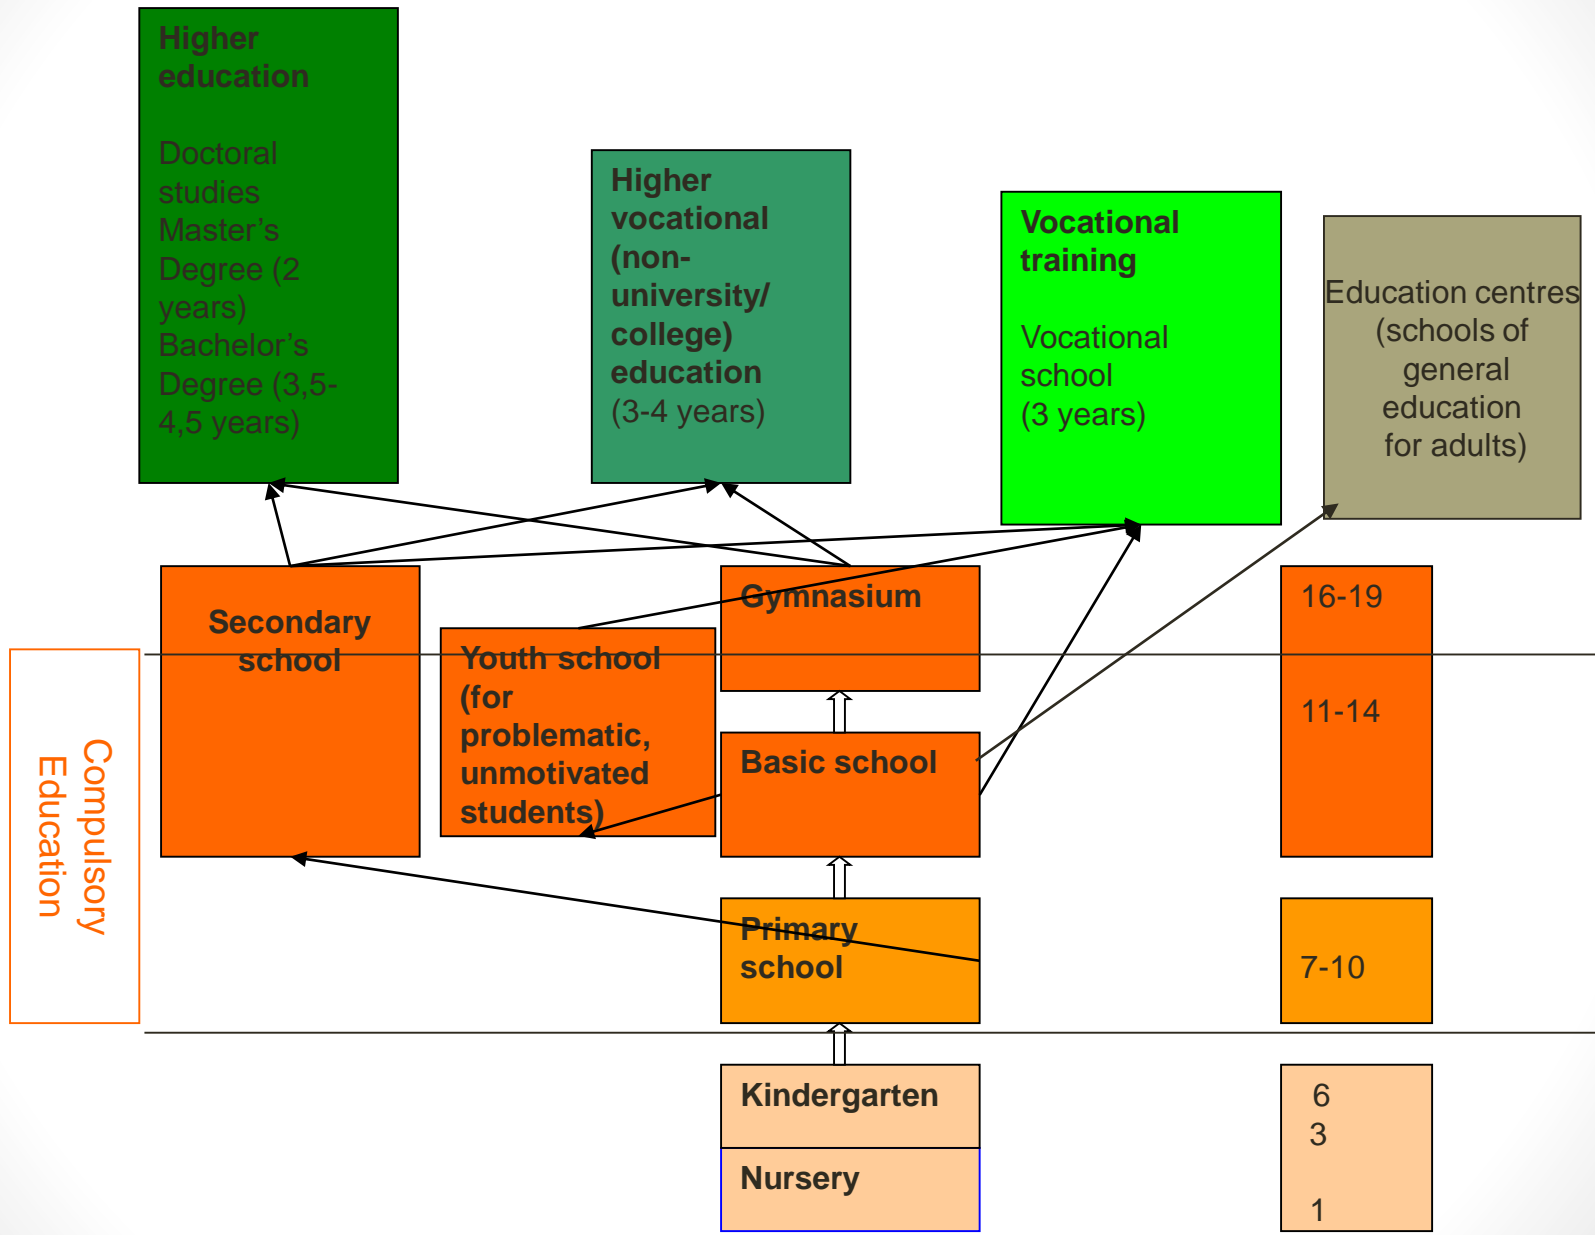 Higher
education
Doctoral
studies
Master’s
Degree (2
years)
Bachelor’s
Degree (3,5-
4,5 years)
Higher
vocational
(non-
university/
college)
education
(3-4 years)
Vocational
training
Vocational
school
(3 years)
Education centres
(schools of
general
education
for adults)
Secondary
school
Youth school
(for
problematic,
unmotivated
students)
Gymnasium
16-19
11-14
Basic school
Compulsory
Education
Primary
school
7-10
Kindergarten
Nursery
6
3
1